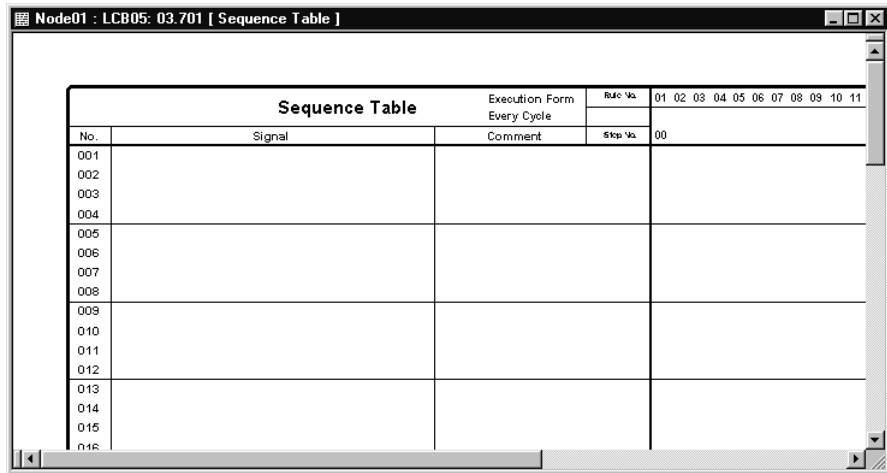 Node01 : LCB05: 03.701 [ Sequence Table ]
Sequence Table
Execution Form
Every Cycle
Rule No.
01 02 03 04 05 06 07 08 09 10 11
No. Signal Comment Step No. 00
001
002
003
004
005
006
007
008
009
010
011
012
013
014
015
016